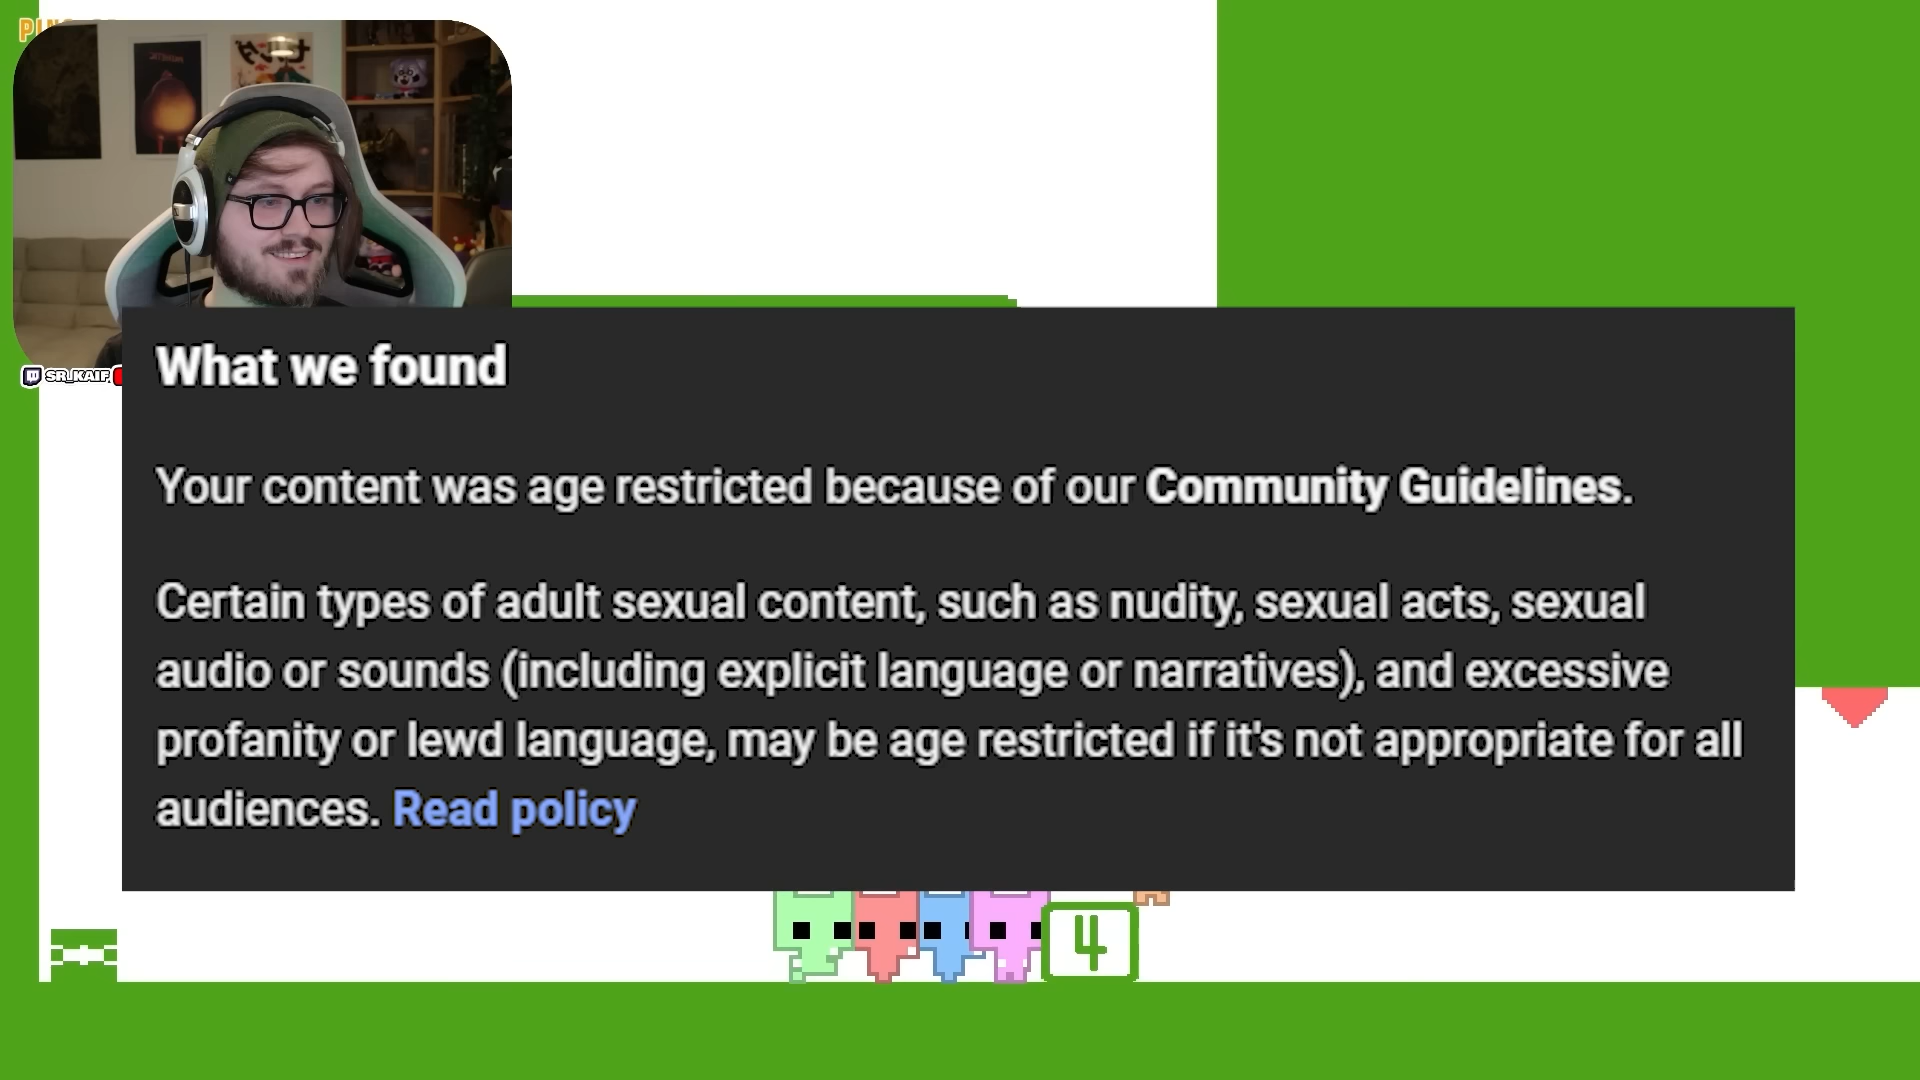 SR_KAIF
What we found
Your content was age restricted because of our Community Guidelines.
Certain types of adult sexual content, such as nudity, sexual acts, sexual
audio or sounds (including explicit language or narratives), and excessive
profanity or lewd language, may be age restricted if it's not appropriate for all
audiences. Read policy
4